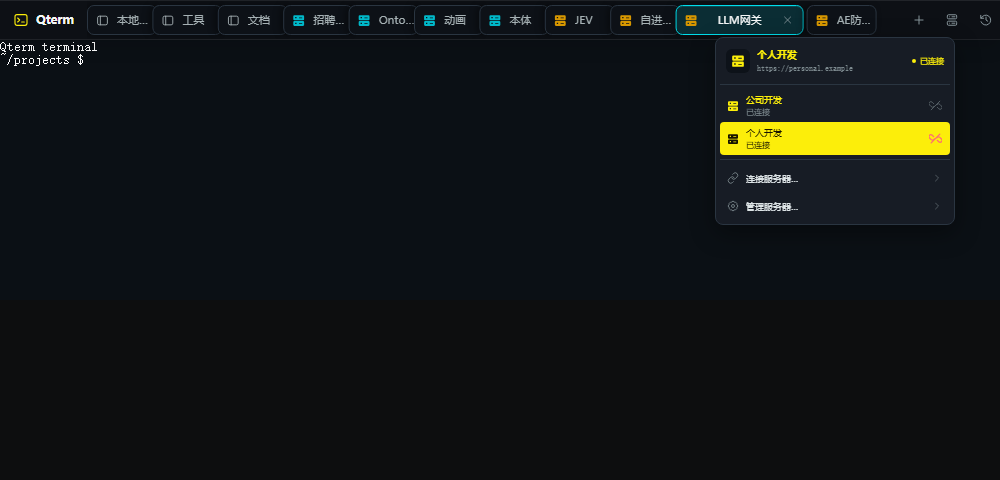 Qterm 本地... 工具 文档 招聘... Onto... 动画 本体 JEV 自进... LLM网关 AE防...
Qterm terminal
~/projects $
个人开发
https://personal.example
已连接
公司开发
已连接
个人开发
已连接
连接服务器...
管理服务器...